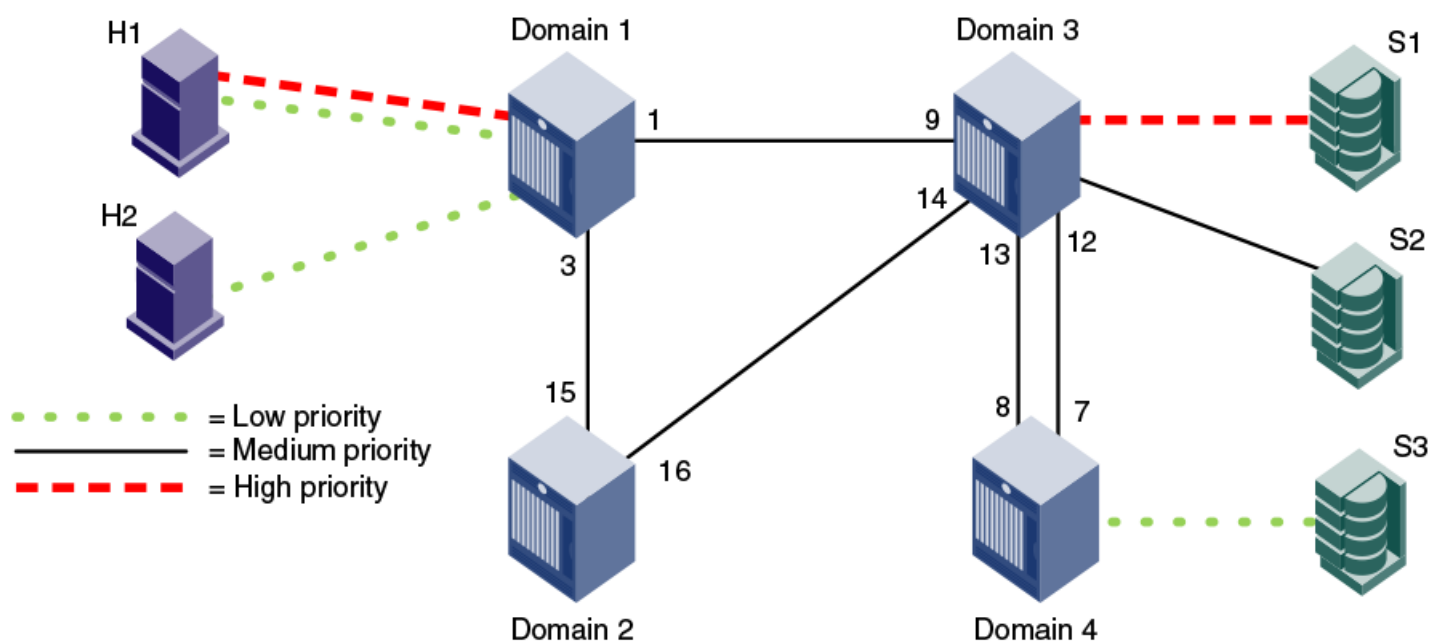 H1
Domain 1
Domain 3
S1
1
9
H2
14
S2
3
13
12
15
8
7
= Low priority
= Medium priority
16
S3
= High priority
Domain 2
Domain 4